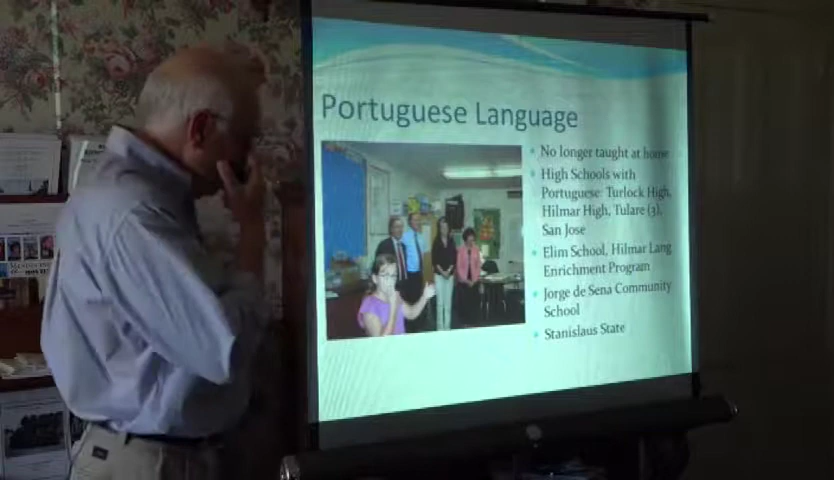 Portuguese Language
No longer taught at home
High Schools with
Portuguese: Turlock High,
Hilmar High, Tulare (3),
San Jose
Elim School, Hilmar Lang
Enrichment Program
Jorge de Sena Community
School
Stanislaus State